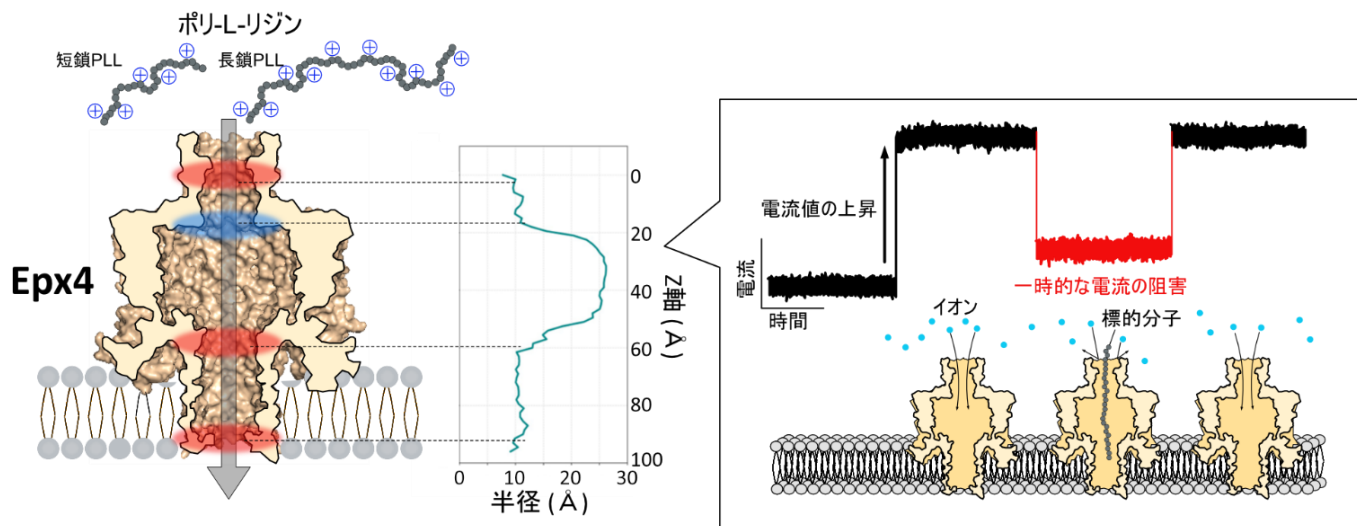 ポリ-L-リジン
短鎖PLL
長鎖PLL
Epx4
0
20
40
60
80
100
z軸(Å)
0
10
20
30
半径(Å)
電流値の上昇
電流
時間
一時的な電流の阻害
イオン
標的分子